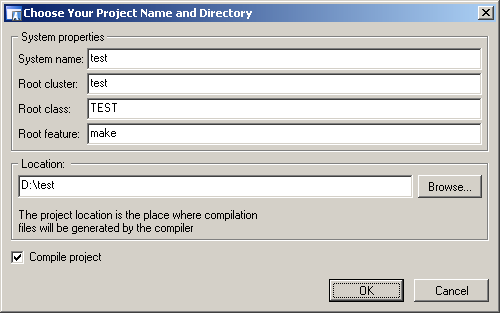 Choose Your Project Name and Directory
System properties
System name: test
Root cluster: test
Root class: TEST
Root feature: make
Location:
D:\test Browse...
The project location is the place where compilation
files will be generated by the compiler
Compile project
OK Cancel